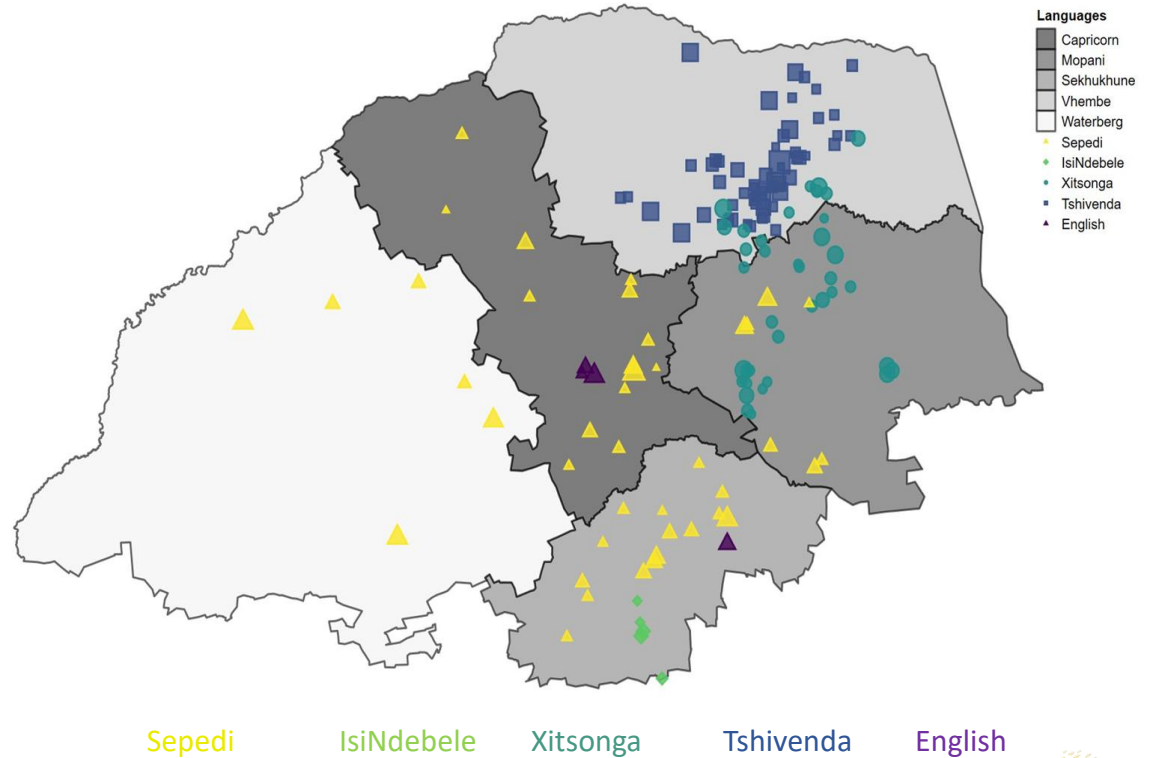 Languages
Capricorn
Mopani
Sekhukhune
Vhembe
Waterberg
Sepedi
IsiNdebele
Xitsonga
Tshivenda
English
Sepedi IsiNdebele Xitsonga Tshivenda English